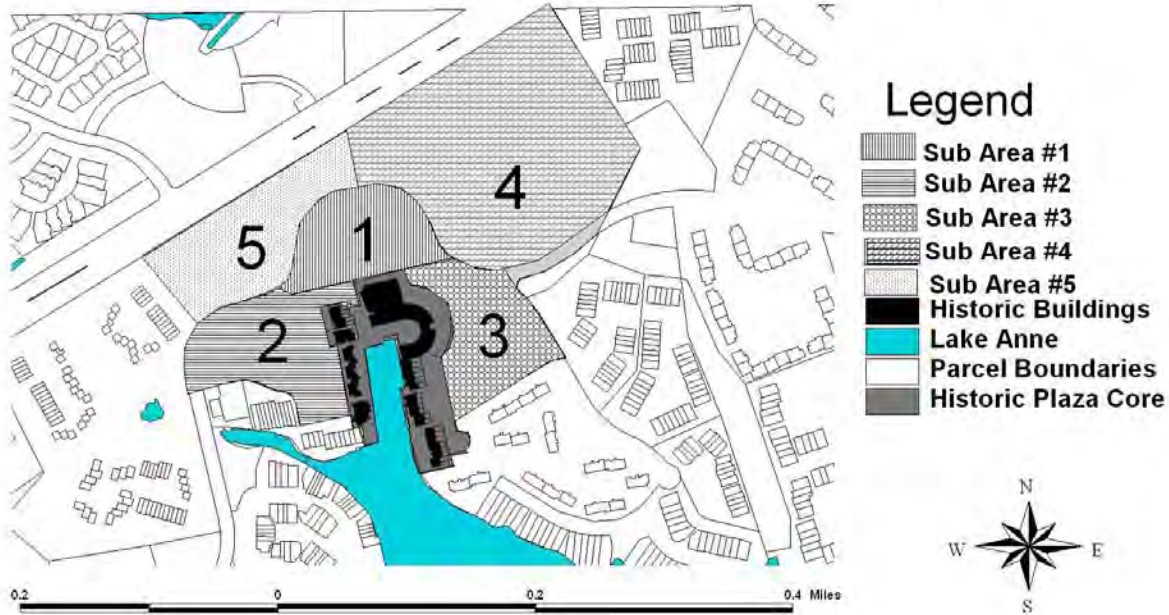 4
1
5
2
3
Legend
Sub Area #1
Sub Area #2
Sub Area #3
Sub Area #4
Sub Area #5
Historic Buildings
Lake Anne
Parcel Boundaries
Historic Plaza Core
N
W E
S
0.2 0 0.2 0.4 Miles